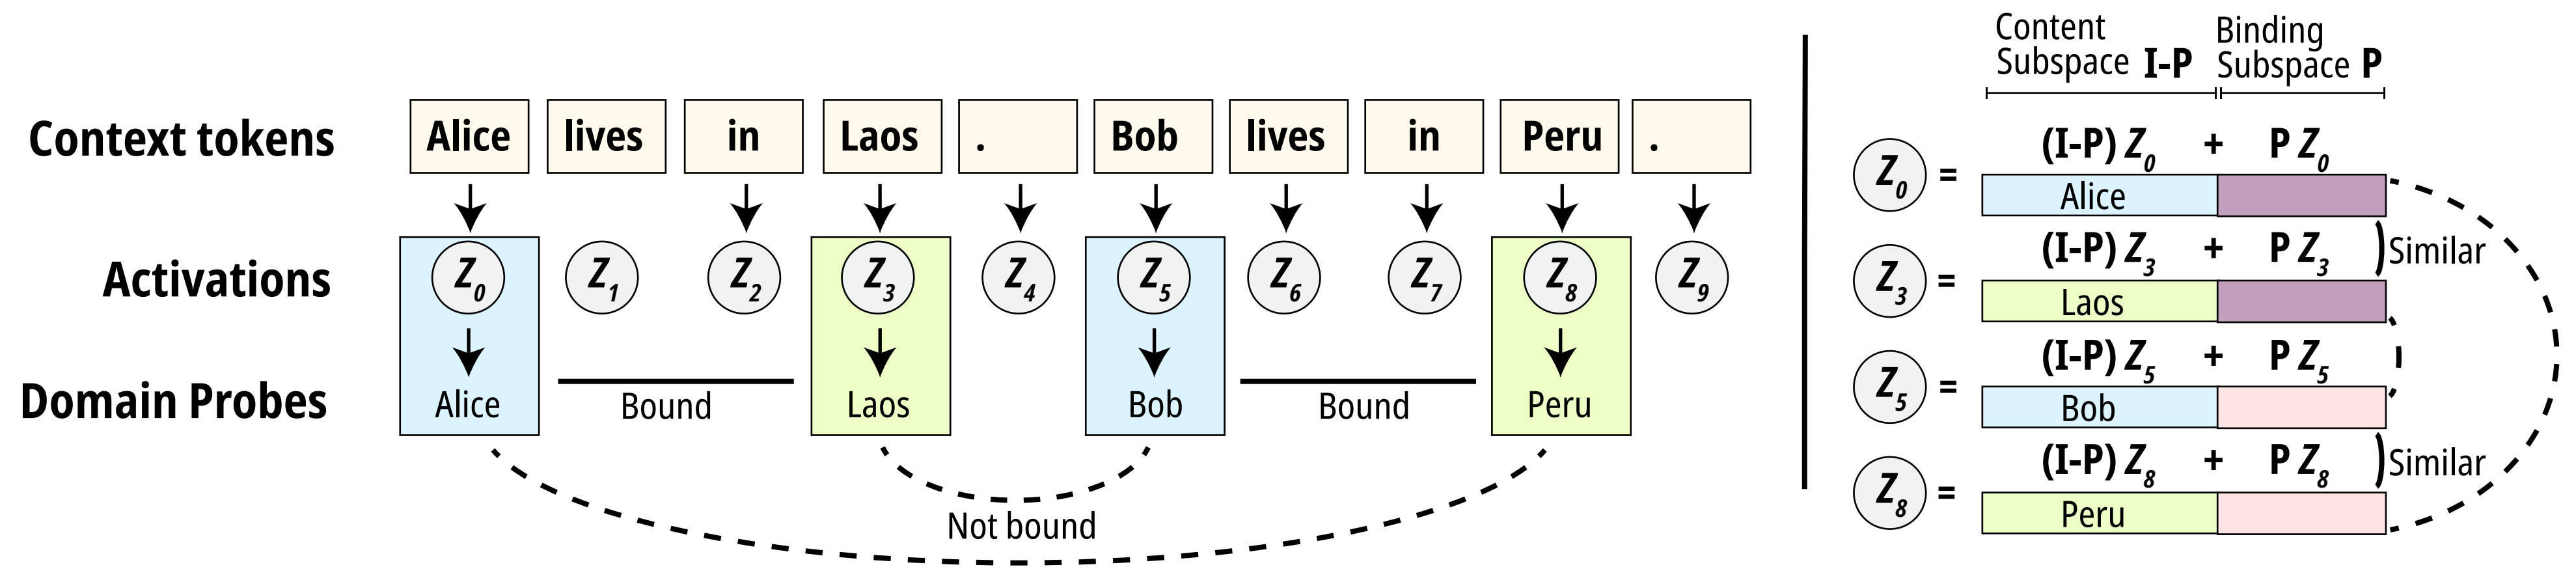 Context tokens Alice lives in Laos . Bob lives in Peru .
Activations Z0 Z1 Z2 Z3 Z4 Z5 Z6 Z7 Z8 Z9
Domain Probes Alice Bound Laos Bob Bound Peru
Not bound
Content
Subspace I-P
Binding
Subspace P
(I-P) Z0 + P Z0
Z0 = Alice
(I-P) Z3 + P Z3 Similar
Z3 = Laos
(I-P) Z5 + P Z5
Z5 = Bob
(I-P) Z8 + P Z8 Similar
Z8 = Peru